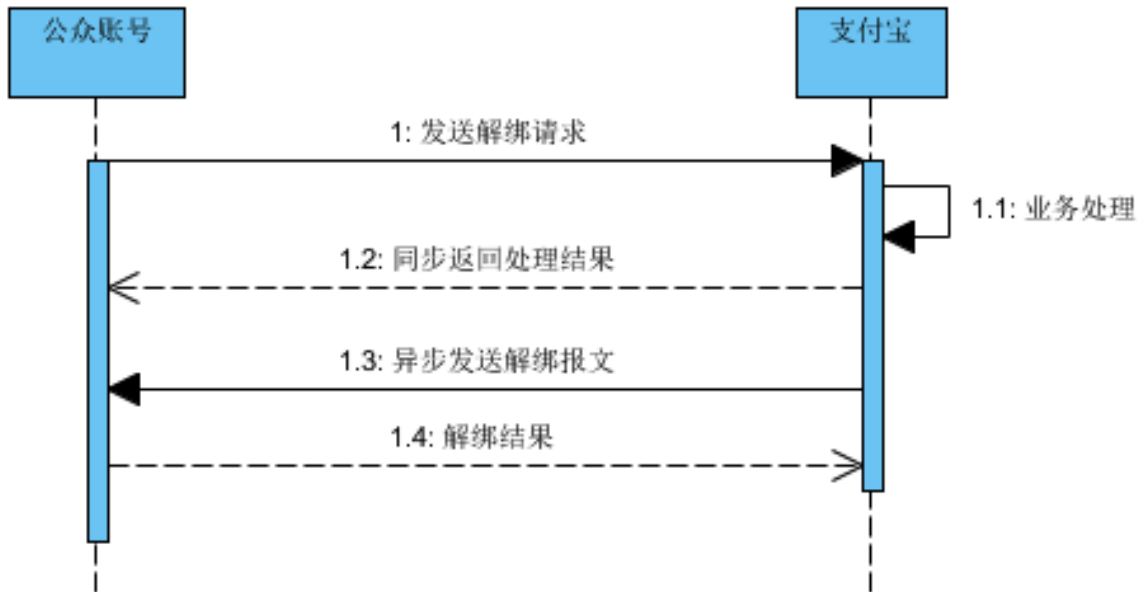 公众账号
支付宝
1: 发送解绑请求
1.1: 业务处理
1.2: 同步返回处理结果
1.3: 异步发送解绑报文
1.4: 解绑结果